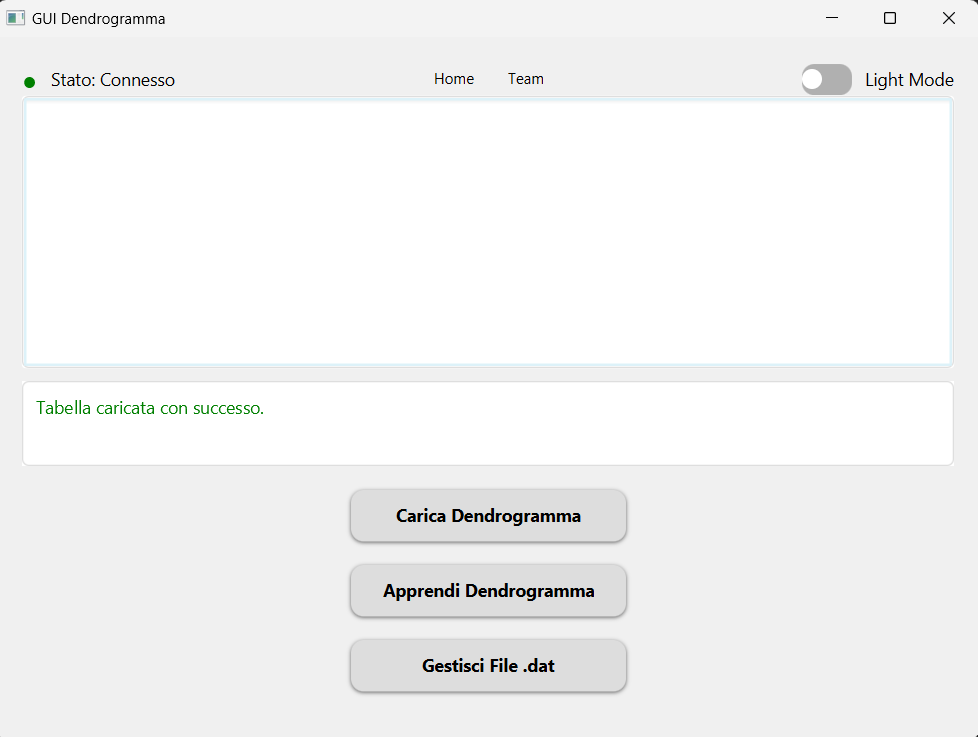 GUI Dendrogramma
Stato: Connesso
Home
Team
Light Mode
Tabella caricata con successo.
Carica Dendrogramma
Apprendi Dendrogramma
Gestisci File .dat